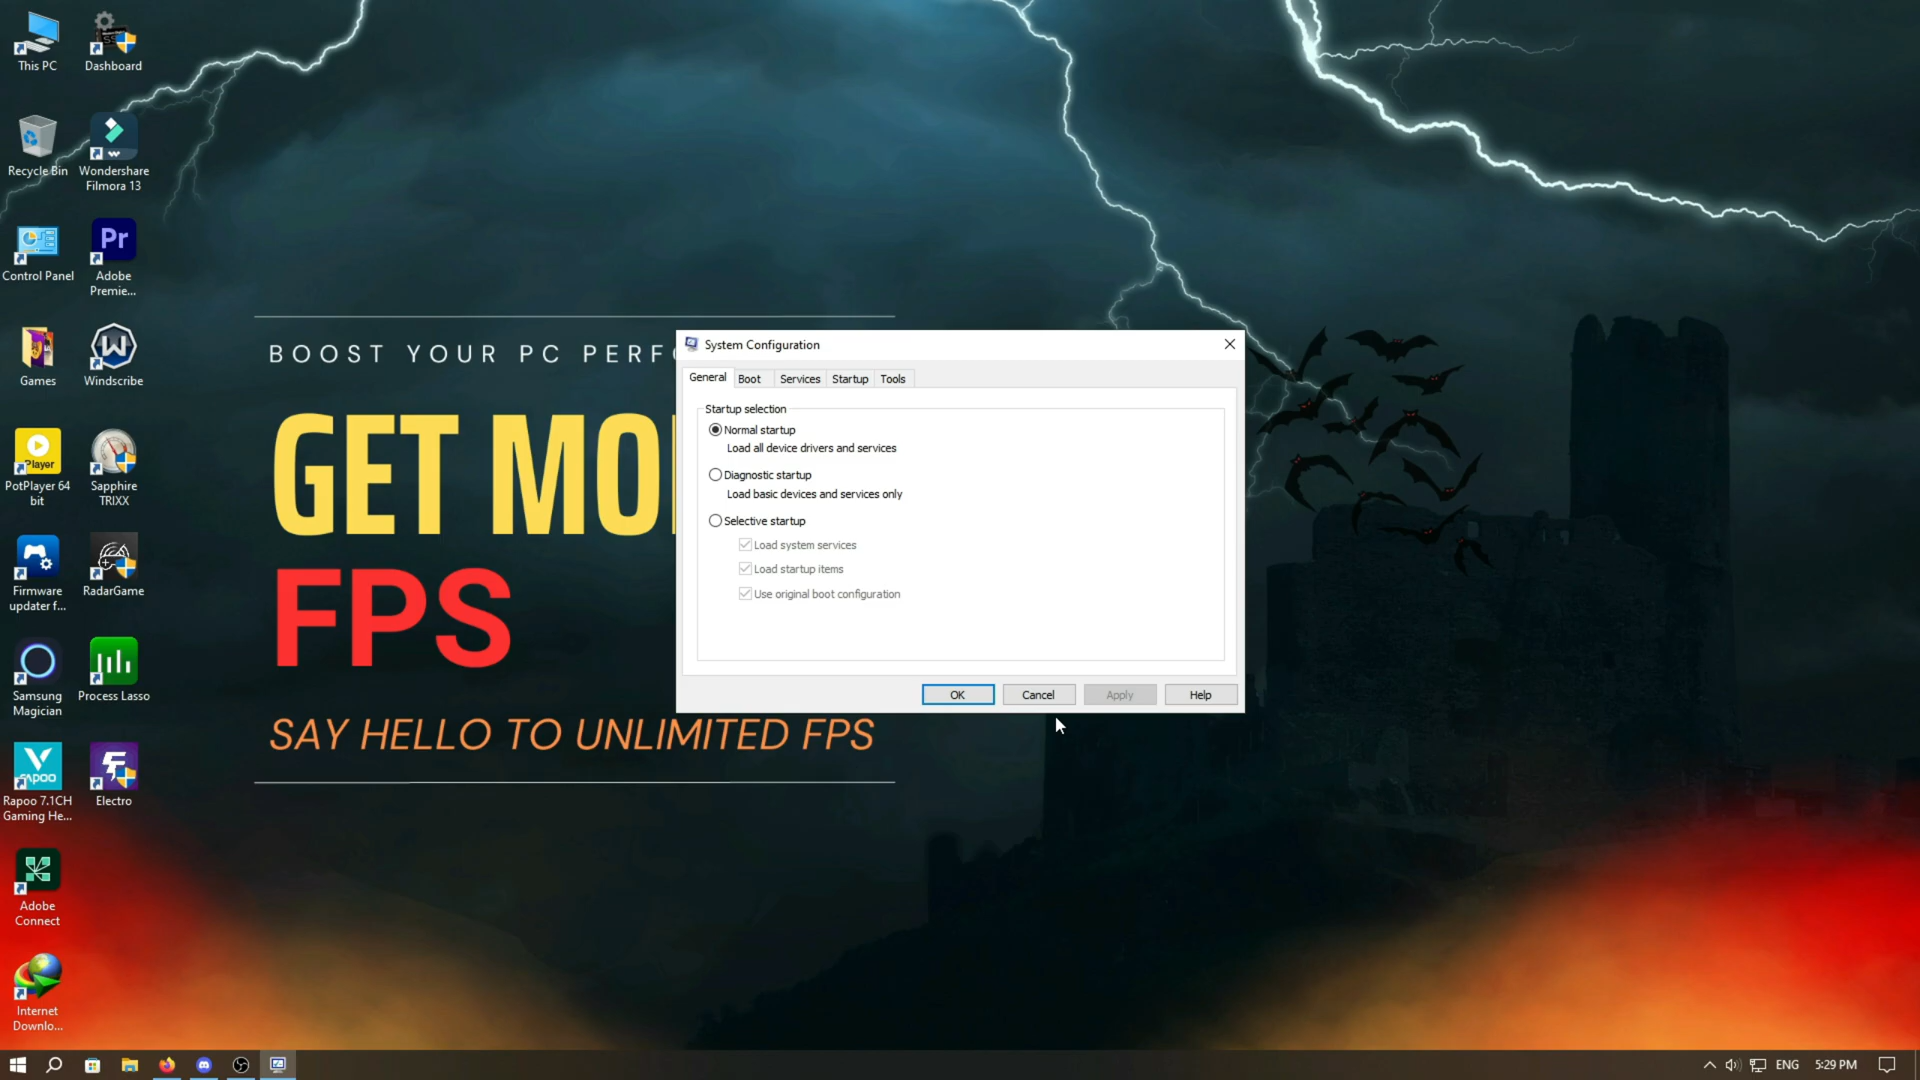 This PC
Dashboard
Recycle Bin
Wondershare
Filmora 13
Pr
Control Panel
Adobe
Premie...
Games
Windscribe
Player
PotPlayer 64
bit
Sapphire
TRIXX
Firmware
updater f...
RadarGame
Samsung
Magician
Process Lasso
rapoo
Rapoo 7.1CH
Gaming He...
Electro
Adobe
Connect
Internet
Downlo...
BOOST YOUR PC PERF
GET MO
FPS
SAY HELLO TO UNLIMITED FPS
System Configuration
General
Boot
Services
Startup
Tools
Startup selection
Normal startup
Load all device drivers and services
Diagnostic startup
Load basic devices and services only
Selective startup
Load system services
Load startup items
Use original boot configuration
OK
Cancel
Apply
Help
ENG
5:29 PM